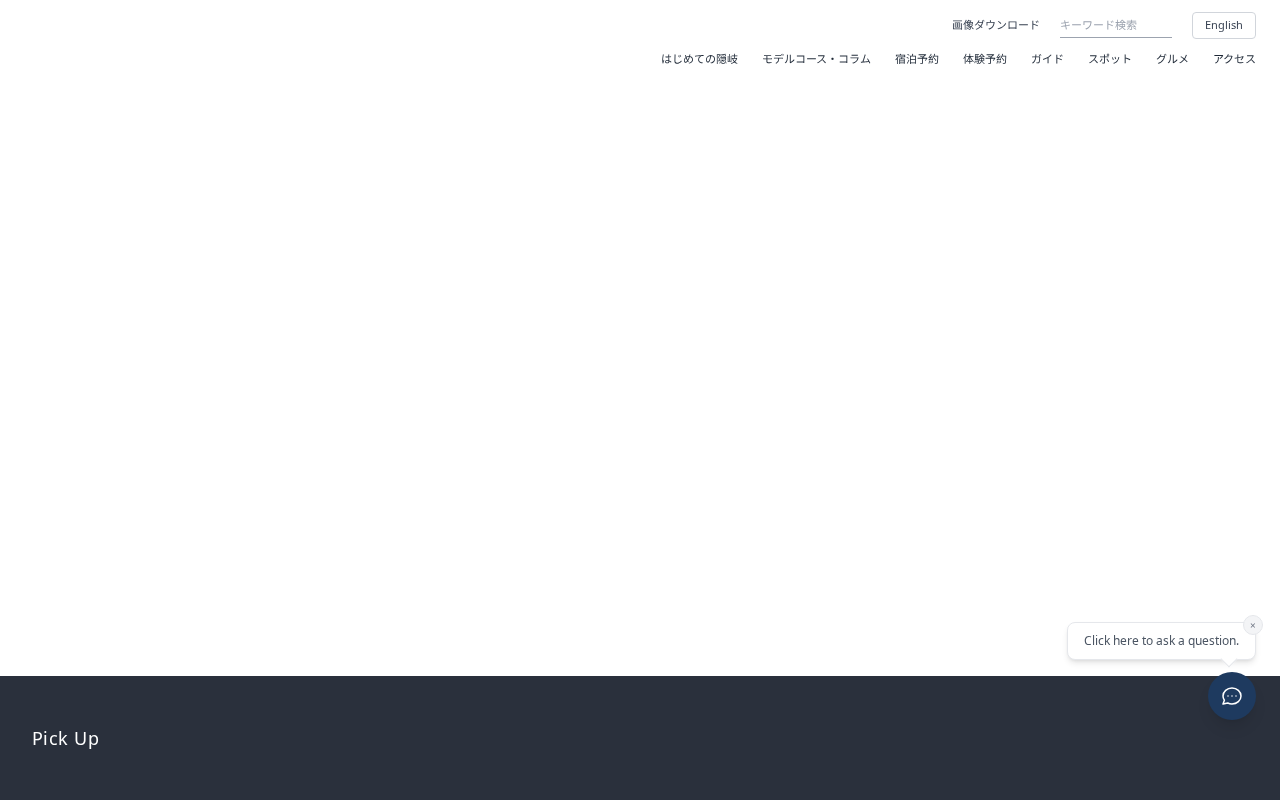 画像ダウンロード キーワード検索 English
はじめての隠岐 モデルコース・コラム 宿泊予約 体験予約 ガイド スポット グルメ アクセス
×
Click here to ask a question.
Pick Up